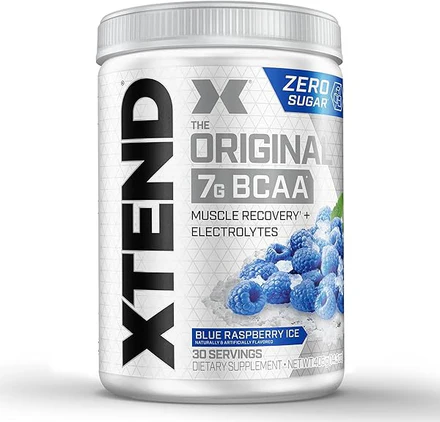 XTEND
ZERO
SUGAR
X
THE
ORIGINAL
7G BCAA
MUSCLE RECOVERY* +
ELECTROLYTES
BLUE RASPBERRY ICE
NATURALLY & ARTIFICIALLY FLAVORED
30 SERVINGS
DIETARY SUPPLEMENT • NET WT